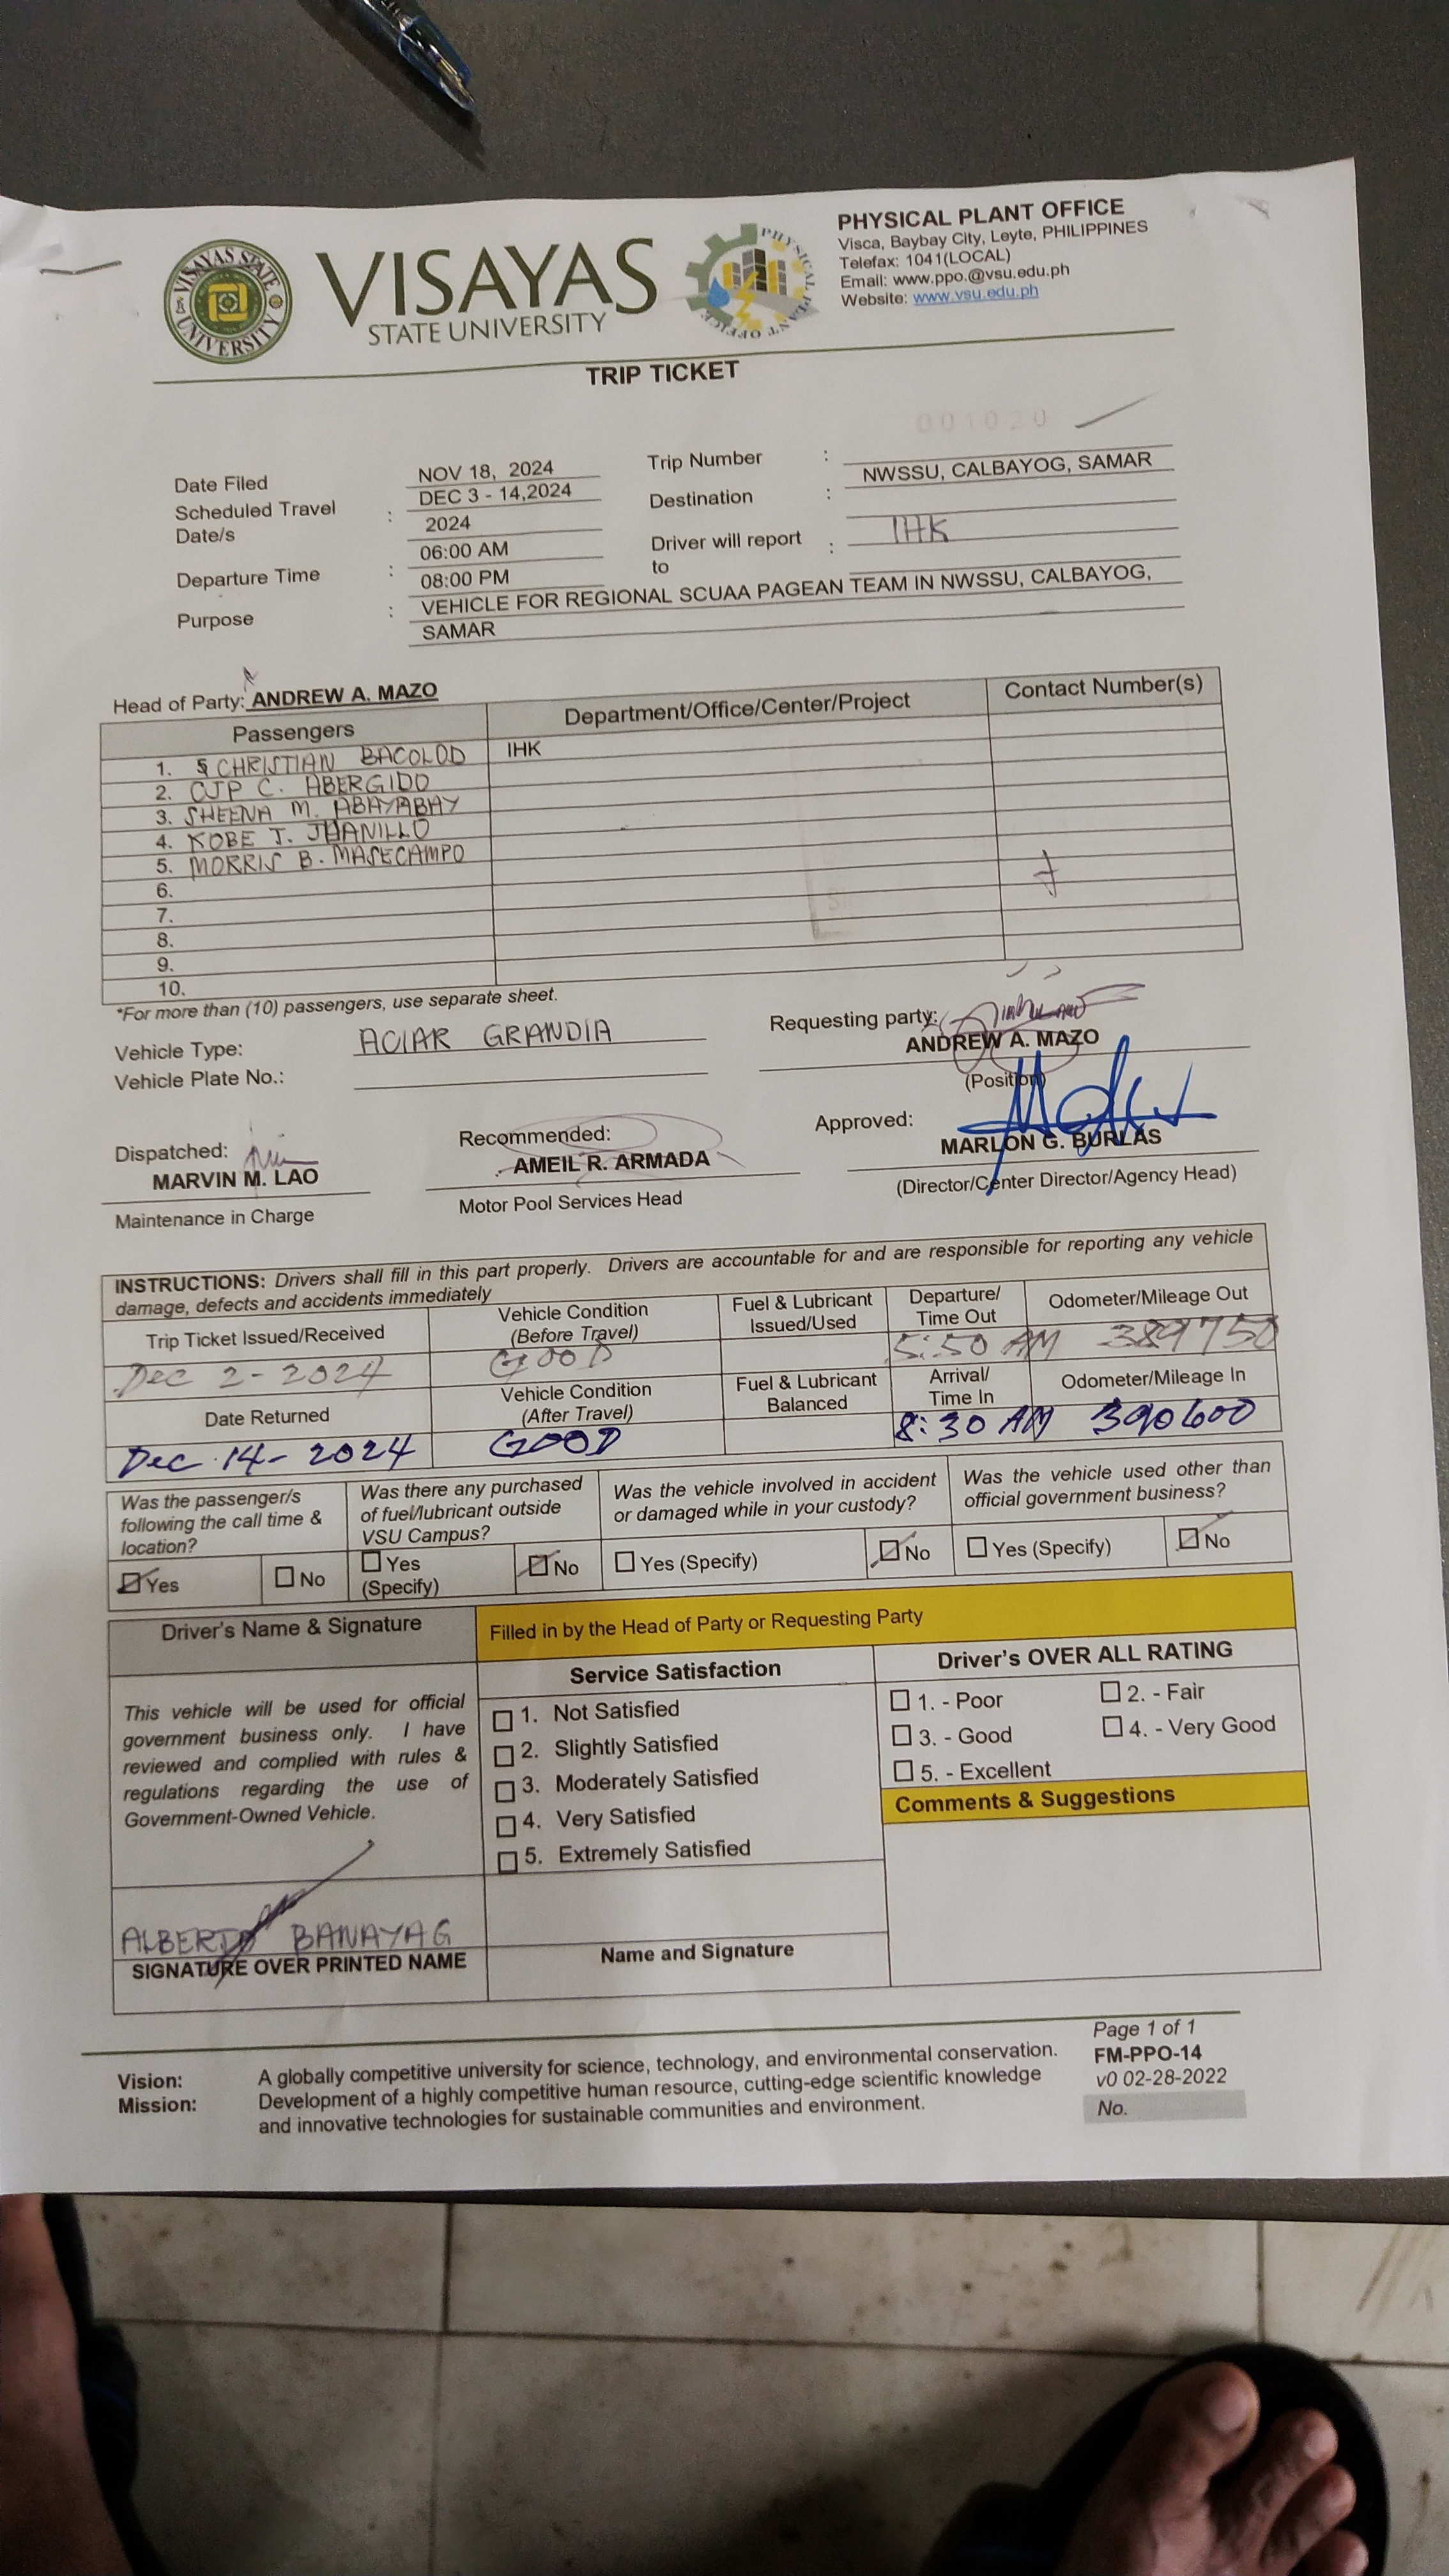 VISAYAS STATE UNIVERSITY
VISAYAS
STATE UNIVERSITY
PHYSICAL PLANT OFFICE
PHYSICAL PLANT OFFICE
Visca, Baybay City, Leyte, PHILIPPINES
Telefax: 1041(LOCAL)
Email: www.ppo.@vsu.edu.ph
Website: www.vsu.edu.ph
TRIP TICKET
001020
Date Filed NOV 18, 2024 Trip Number :
Scheduled Travel Date/s : DEC 3 - 14,2024 2024 Destination : NWSSU, CALBAYOG, SAMAR
Departure Time : 06:00 AM 08:00 PM Driver will report to : IHK
Purpose : VEHICLE FOR REGIONAL SCUAA PAGEAN TEAM IN NWSSU, CALBAYOG,
SAMAR
Head of Party: ANDREW A. MAZO
Passengers Department/Office/Center/Project Contact Number(s)
1. CHRISTIAN BACOLOD IHK
2. CJP C. ABERGIDO
3. SHEENA M. ABAYABAY
4. KOBE J. JUANILLO
5. MORRIS B. MASECAMPO
6.
7.
8.
9.
10.
*For more than (10) passengers, use separate sheet.
Vehicle Type: ACIAR GRANDIA
Vehicle Plate No.:
Requesting party:
ANDREW A. MAZO
(Position)
Dispatched:
MARVIN M. LAO
Maintenance in Charge
Recommended:
AMEIL R. ARMADA
Motor Pool Services Head
Approved:
MARLON G. BURLAS
(Director/Center Director/Agency Head)
INSTRUCTIONS: Drivers shall fill in this part properly. Drivers are accountable for and are responsible for reporting any vehicle
damage, defects and accidents immediately
Trip Ticket Issued/Received Vehicle Condition (Before Travel) Fuel & Lubricant Issued/Used Departure/ Time Out Odometer/Mileage Out
Dec 2 - 2024 GOOD 5:50 AM 389750
Date Returned Vehicle Condition (After Travel) Fuel & Lubricant Balanced Arrival/ Time In Odometer/Mileage In
Dec 14 - 2024 GOOD 8:30 AM 390600
Was the passenger/s following the call time & location?
Yes No
Was there any purchased of fuel/lubricant outside VSU Campus?
Yes (Specify) No
Was the vehicle involved in accident or damaged while in your custody?
Yes (Specify) No
Was the vehicle used other than official government business?
Yes (Specify) No
Driver's Name & Signature
This vehicle will be used for official
government business only. I have
reviewed and complied with rules &
regulations regarding the use of
Government-Owned Vehicle.
ALBERTO BANAYAG
SIGNATURE OVER PRINTED NAME
Filled in by the Head of Party or Requesting Party
Service Satisfaction
1. Not Satisfied
2. Slightly Satisfied
3. Moderately Satisfied
4. Very Satisfied
5. Extremely Satisfied
Name and Signature
Driver's OVER ALL RATING
1. - Poor 2. - Fair
3. - Good 4. - Very Good
5. - Excellent
Comments & Suggestions
Vision: A globally competitive university for science, technology, and environmental conservation.
Mission: Development of a highly competitive human resource, cutting-edge scientific knowledge
and innovative technologies for sustainable communities and environment.
Page 1 of 1
FM-PPO-14
v0 02-28-2022
No.